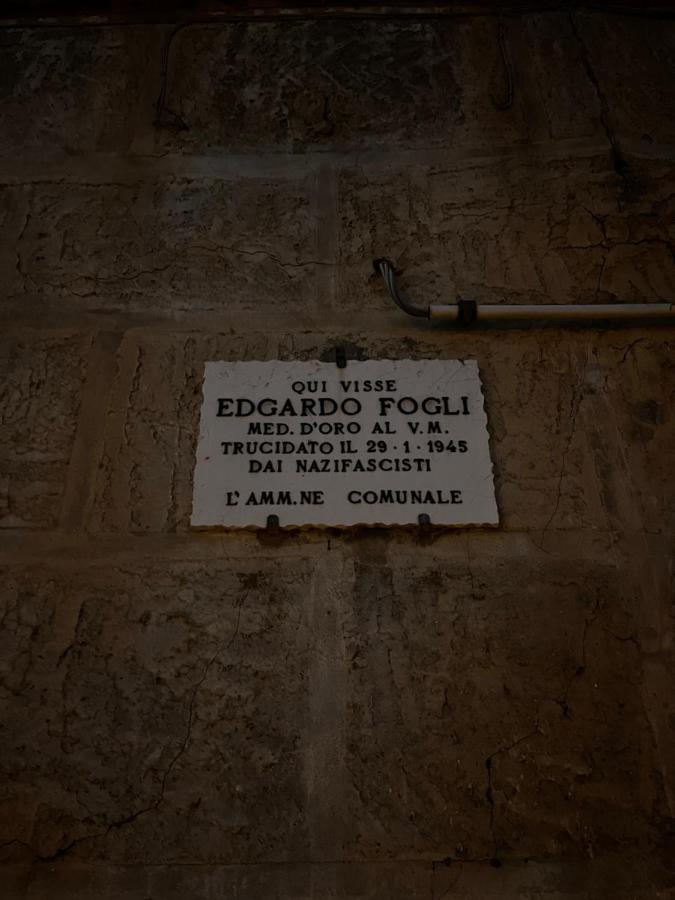 QUI VISSE
EDGARDO FOGLI
MED. D'ORO AL V.M.
TRUCIDATO IL 29·1·1945
DAI NAZIFASCISTI
L'AMM.NE COMUNALE